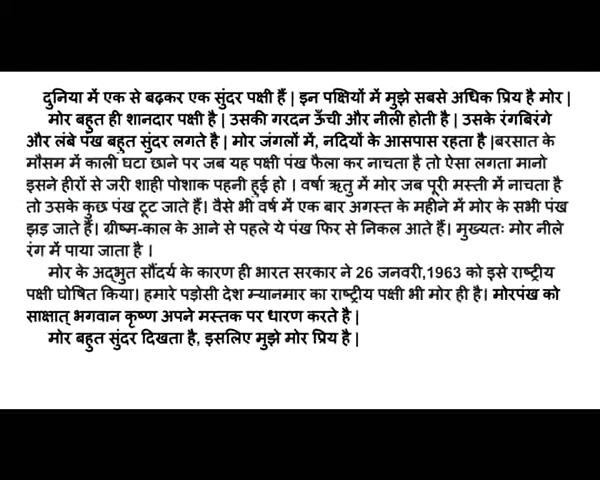 दुनिया में एक से बढ़कर एक सुंदर पक्षी हैं | इन पक्षियों में मुझे सबसे अधिक प्रिय है मोर |
मोर बहुत ही शानदार पक्षी है | उसकी गरदन ऊँची और नीली होती है | उसके रंगबिरंगे
और लंबे पंख बहुत सुंदर लगते है | मोर जंगलों में, नदियों के आसपास रहता है |बरसात के
मौसम में काली घटा छाने पर जब यह पक्षी पंख फैला कर नाचता है तो ऐसा लगता मानो
इसने हीरों से जरी शाही पोशाक पहनी हुई हो । वर्षा ऋतु में मोर जब पूरी मस्ती में नाचता है
तो उसके कुछ पंख टूट जाते हैं। वैसे भी वर्ष में एक बार अगस्त के महीने में मोर के सभी पंख
झड़ जाते हैं। ग्रीष्म-काल के आने से पहले ये पंख फिर से निकल आते हैं। मुख्यतः मोर नीले
रंग में पाया जाता है ।
मोर के अद्भुत सौंदर्य के कारण ही भारत सरकार ने 26 जनवरी,1963 को इसे राष्ट्रीय
पक्षी घोषित किया। हमारे पड़ोसी देश म्यानमार का राष्ट्रीय पक्षी भी मोर ही है। मोरपंख को
साक्षात् भगवान कृष्ण अपने मस्तक पर धारण करते है |
मोर बहुत सुंदर दिखता है, इसलिए मुझे मोर प्रिय है |